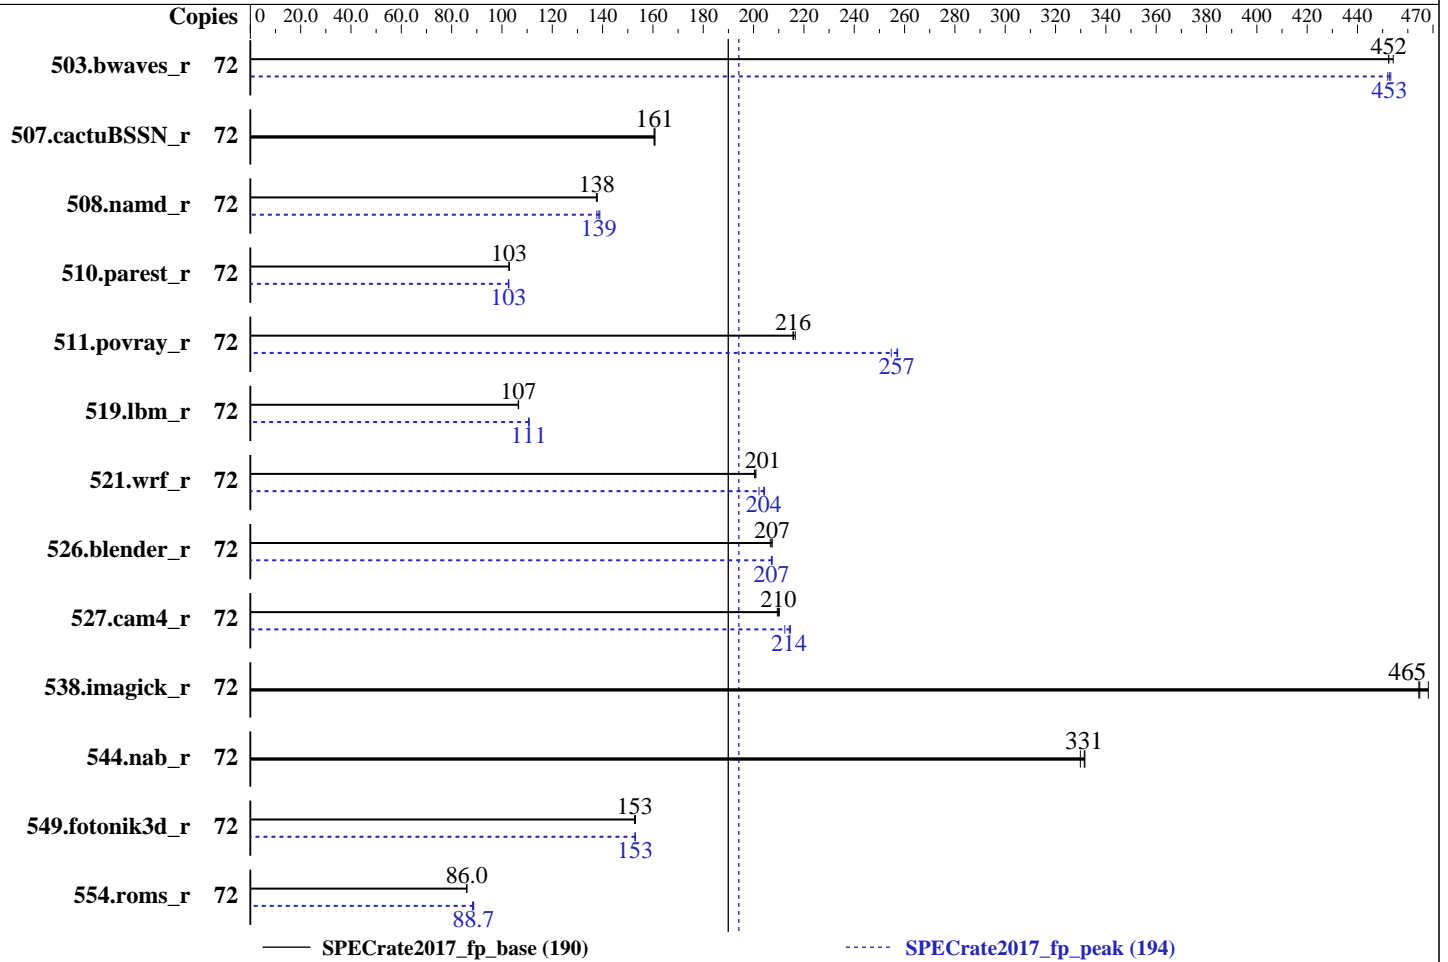 Copies 0 20.0 40.0 60.0 80.0 100 120 140 160 180 200 220 240 260 280 300 320 340 360 380 400 420 440 470
503.bwaves_r 72 452
453
507.cactuBSSN_r 72 161
508.namd_r 72 138
139
510.parest_r 72 103
103
511.povray_r 72 216
257
519.lbm_r 72 107
111
521.wrf_r 72 201
204
526.blender_r 72 207
207
527.cam4_r 72 210
214
538.imagick_r 72 465
544.nab_r 72 331
549.fotonik3d_r 72 153
153
554.roms_r 72 86.0
88.7
SPECrate2017_fp_base (190) SPECrate2017_fp_peak (194)